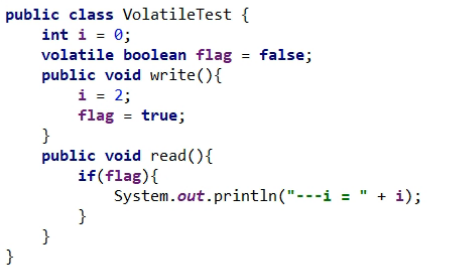 public class VolatileTest {
    int i = 0;
    volatile boolean flag = false;
    public void write(){
        i = 2;
        flag = true;
    }
    public void read(){
        if(flag){
            System.out.println("---i = " + i);
        }
    }
}